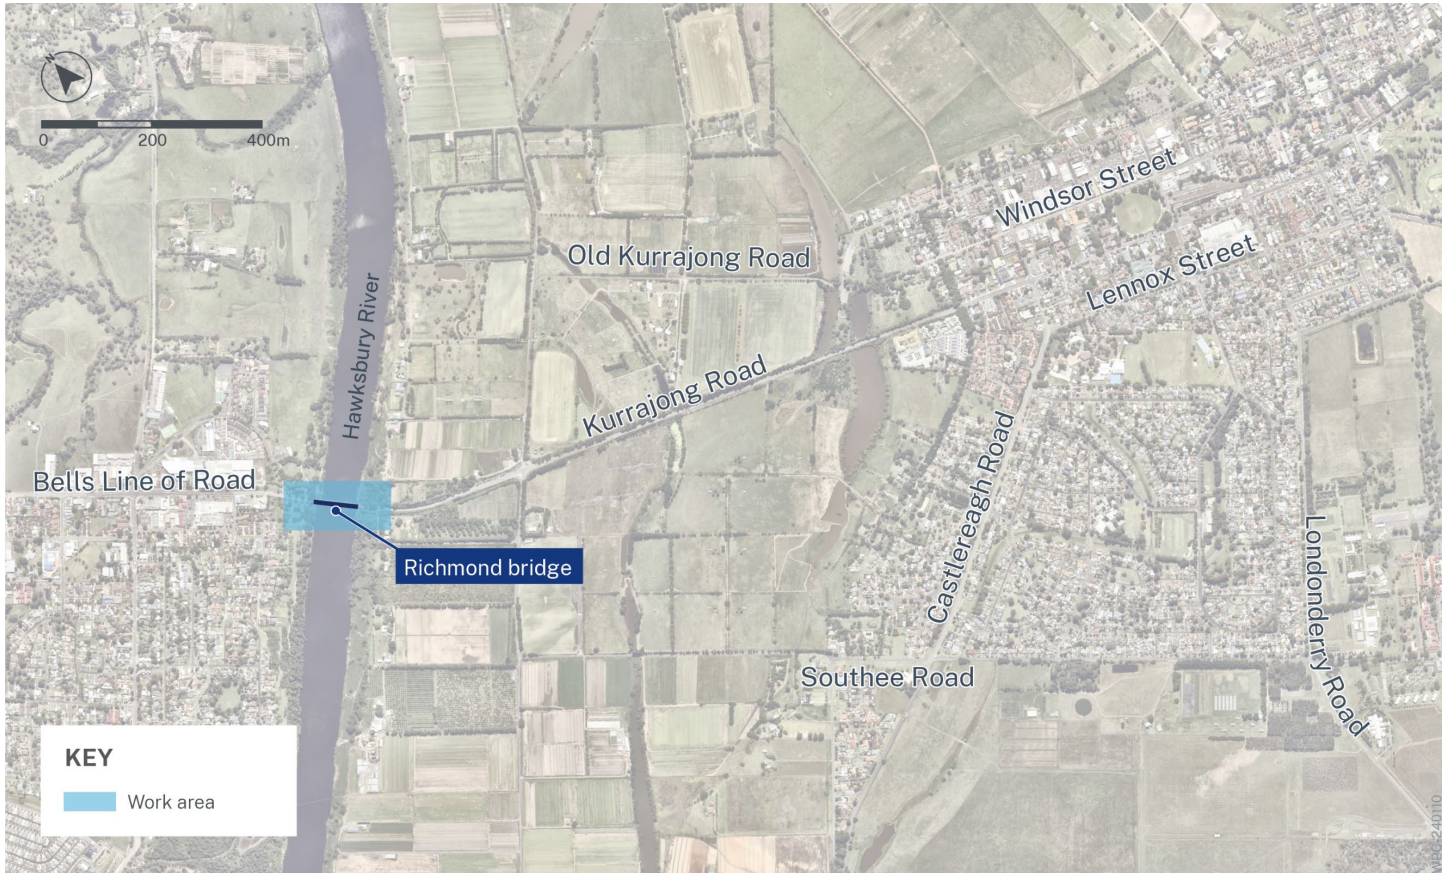 N
0 200 400m
Windsor Street
Old Kurrajong Road
Lennox Street
Hawksbury River
Kurrajong Road
Bells Line of Road
Castlereagh Road
Richmond bridge
Londonderry Road
Southee Road
KEY
Work area